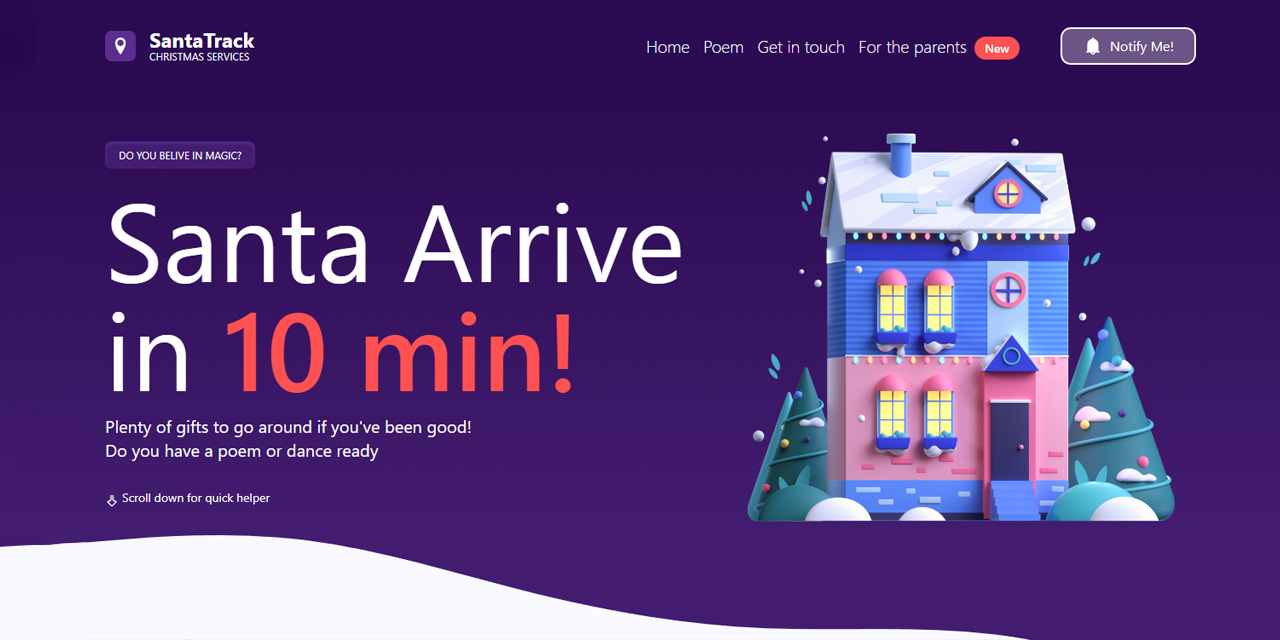 SantaTrack
CHRISTMAS SERVICES
Home Poem Get in touch For the parents New
Notify Me!
DO YOU BELIVE IN MAGIC?
Santa Arrive
in 10 min!
Plenty of gifts to go around if you've been good!
Do you have a poem or dance ready
Scroll down for quick helper